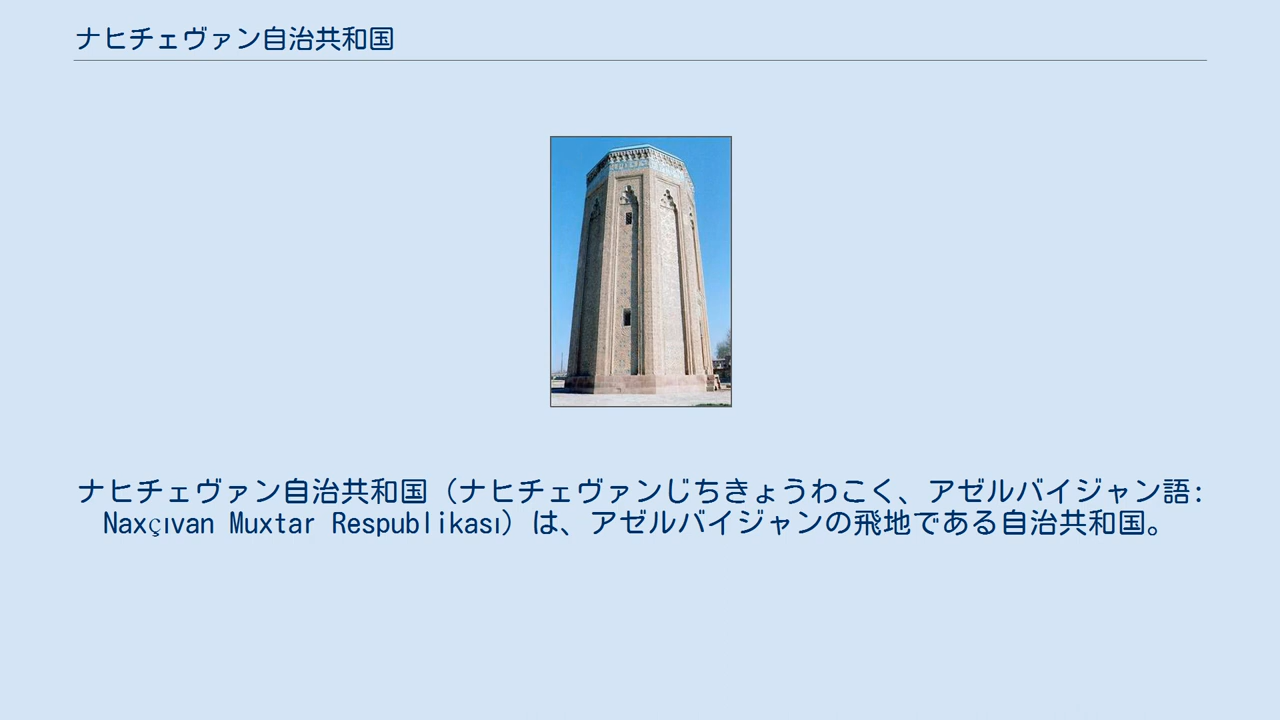 ナヒチェヴァン自治共和国
ナヒチェヴァン自治共和国（ナヒチェヴァンじちきょうわこく、アゼルバイジャン語:
Naxçıvan Muxtar Respublikası）は、アゼルバイジャンの飛地である自治共和国。